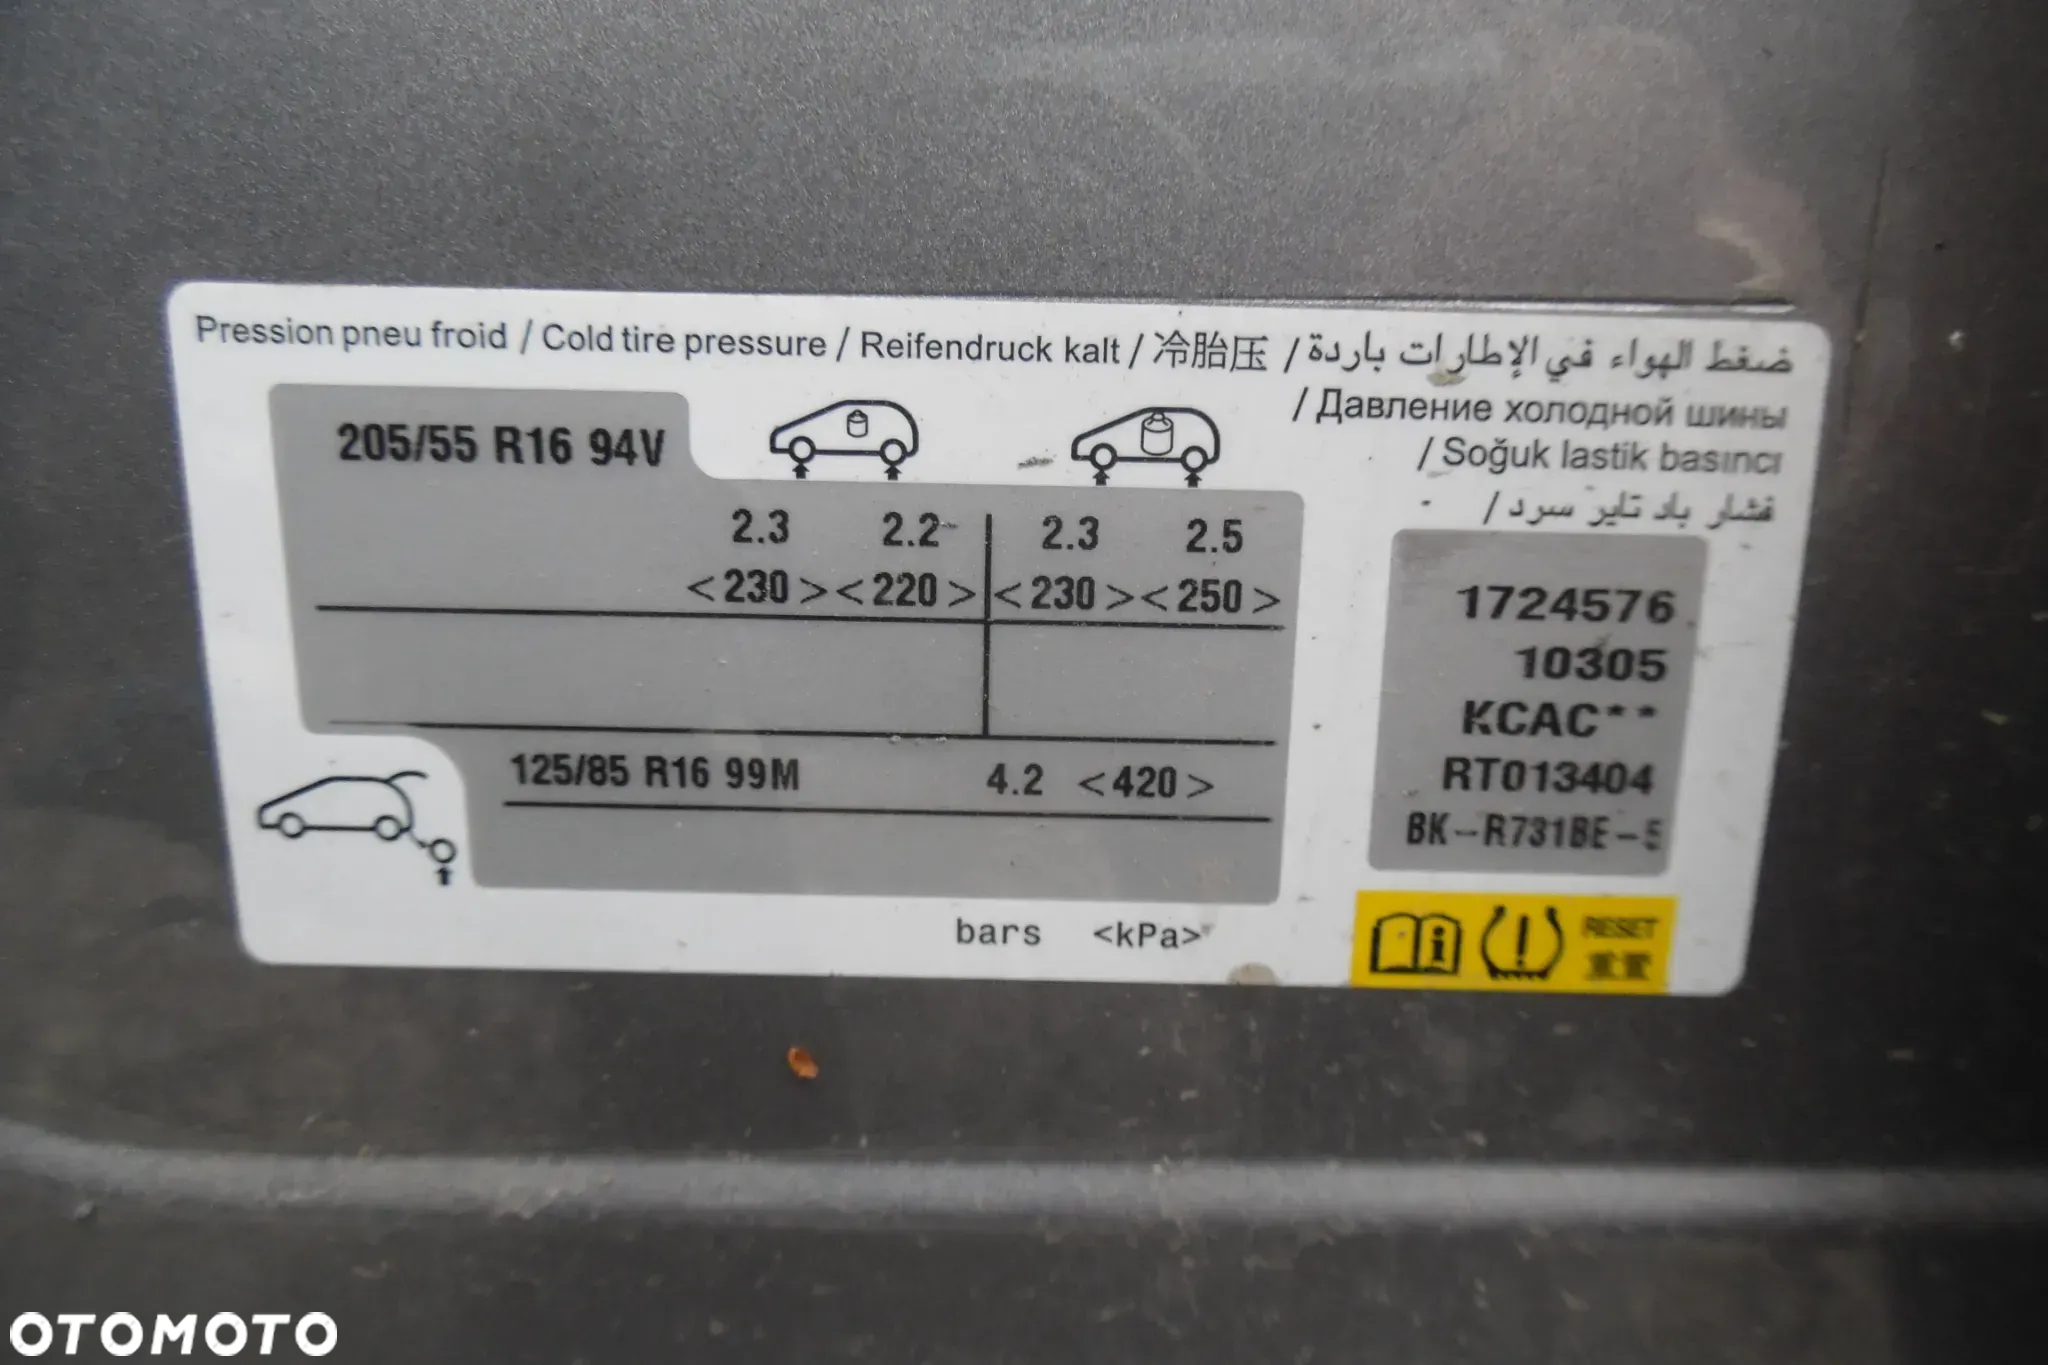 Pression pneu froid / Cold tire pressure / Reifendruck kalt / 冷胎压 / ضغط الهواء في الإطارات باردة
/ Давление холодной шины
/ Soğuk lastik basıncı
/ فشار باد تایر سرد
205/55 R16 94V
2.3 2.2 2.3 2.5
<230> <220> <230> <250>
125/85 R16 99M 4.2 <420>
bars <kPa>
1724576
10305
KCAC**
RT013404
BK-R731BE-5
RESET
重置
OTOMOTO